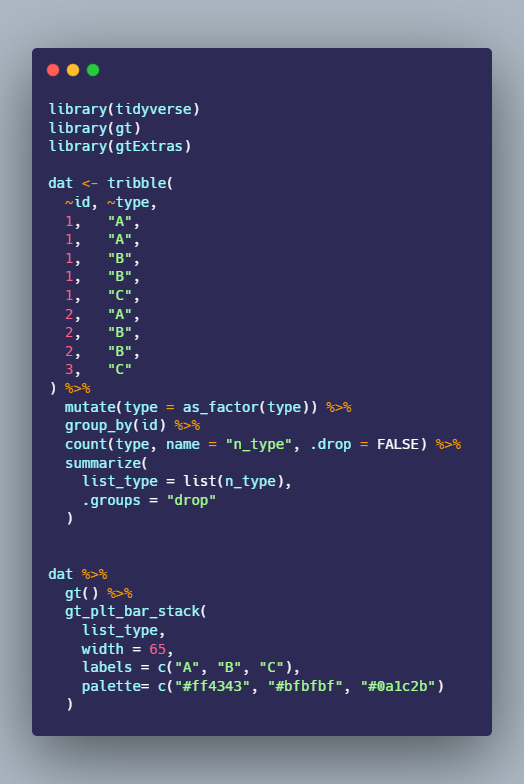 library(tidyverse)
library(gt)
library(gtExtras)

dat <- tribble(
  ~id, ~type,
  1,   "A",
  1,   "A",
  1,   "B",
  1,   "B",
  1,   "C",
  2,   "A",
  2,   "B",
  2,   "B",
  3,   "C"
) %>%
  mutate(type = as_factor(type)) %>%
  group_by(id) %>%
  count(type, name = "n_type", .drop = FALSE) %>%
  summarize(
    list_type = list(n_type),
    .groups = "drop"
  )


dat %>%
  gt() %>%
  gt_plt_bar_stack(
    list_type,
    width = 65,
    labels = c("A", "B", "C"),
    palette= c("#ff4343", "#bfbfbf", "#0a1c2b")
  )